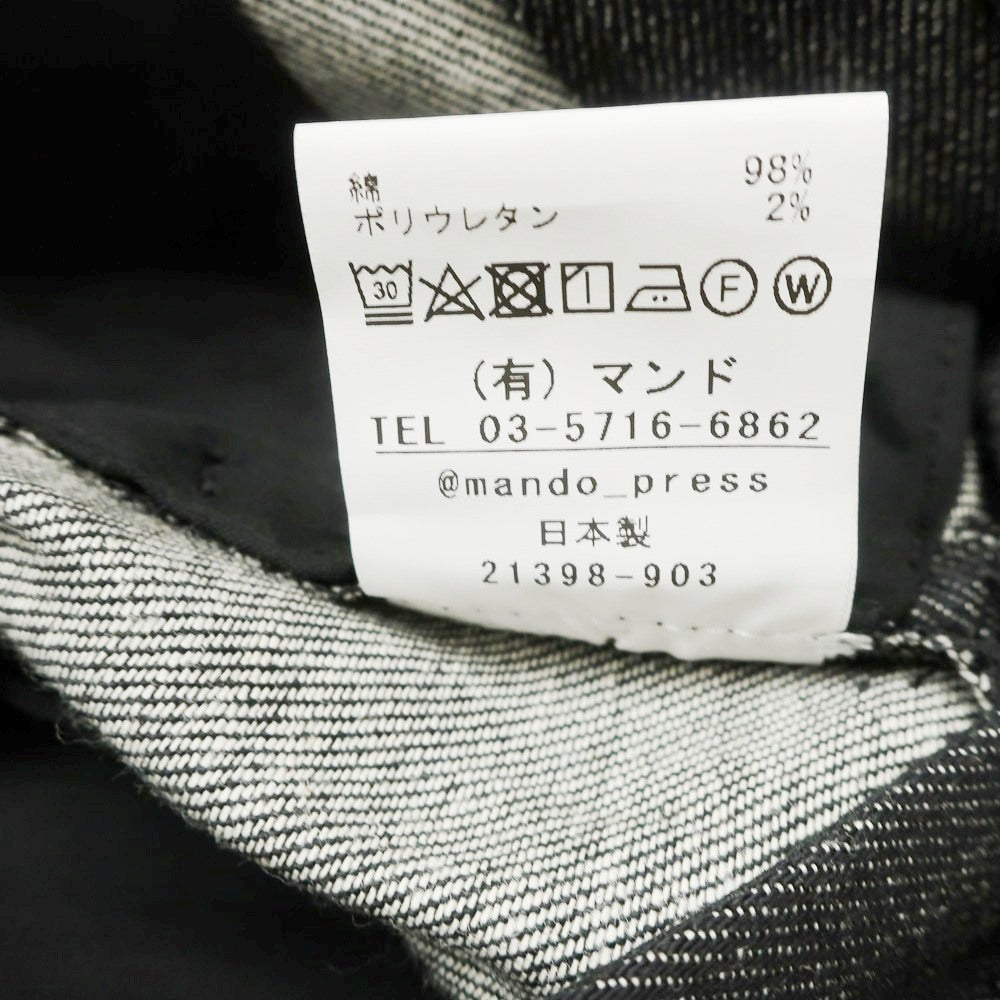 綿 98%
ポリウレタン 2%
30 F W
(有) マンド
TEL 03-5716-6862
@mando_press
日本製
21398-903